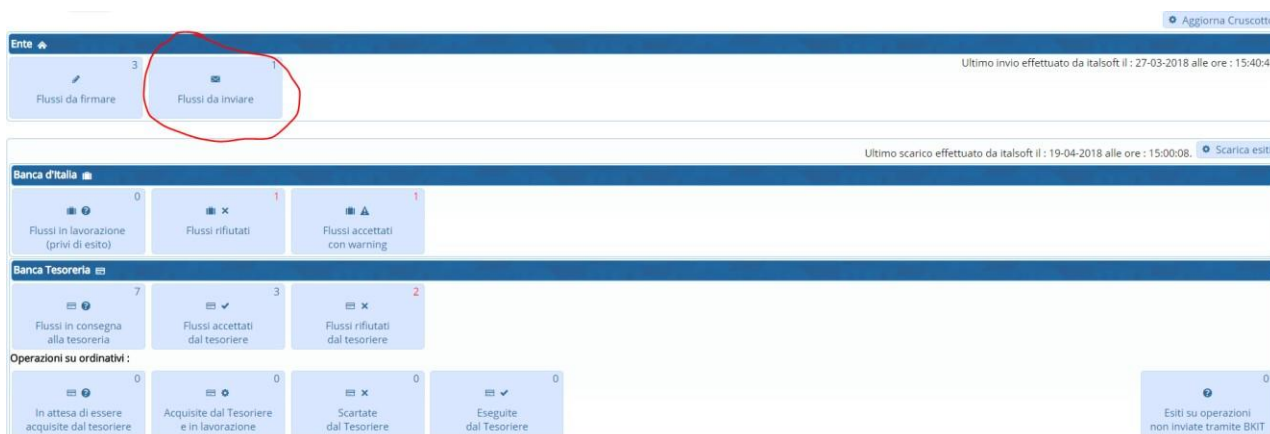 Aggiorna Cruscotto
Ente
3
Flussi da firmare
1
Flussi da inviare
Ultimo invio effettuato da italsoft il : 27-03-2018 alle ore : 15:40:4
Ultimo scarico effettuato da italsoft il : 19-04-2018 alle ore : 15:00:08.
Scarica esiti
Banca d'Italia
0
Flussi in lavorazione
(privi di esito)
1
Flussi rifiutati
1
Flussi accettati
con warning
Banca Tesoreria
7
Flussi in consegna
alla tesoreria
3
Flussi accettati
dal tesoriere
2
Flussi rifiutati
dal tesoriere
Operazioni su ordinativi :
0
In attesa di essere
acquisite dal tesoriere
0
Acquisite dal Tesoriere
e in lavorazione
0
Scartate
dal Tesoriere
0
Eseguite
dal Tesoriere
0
Esiti su operazioni
non inviate tramite BKIT